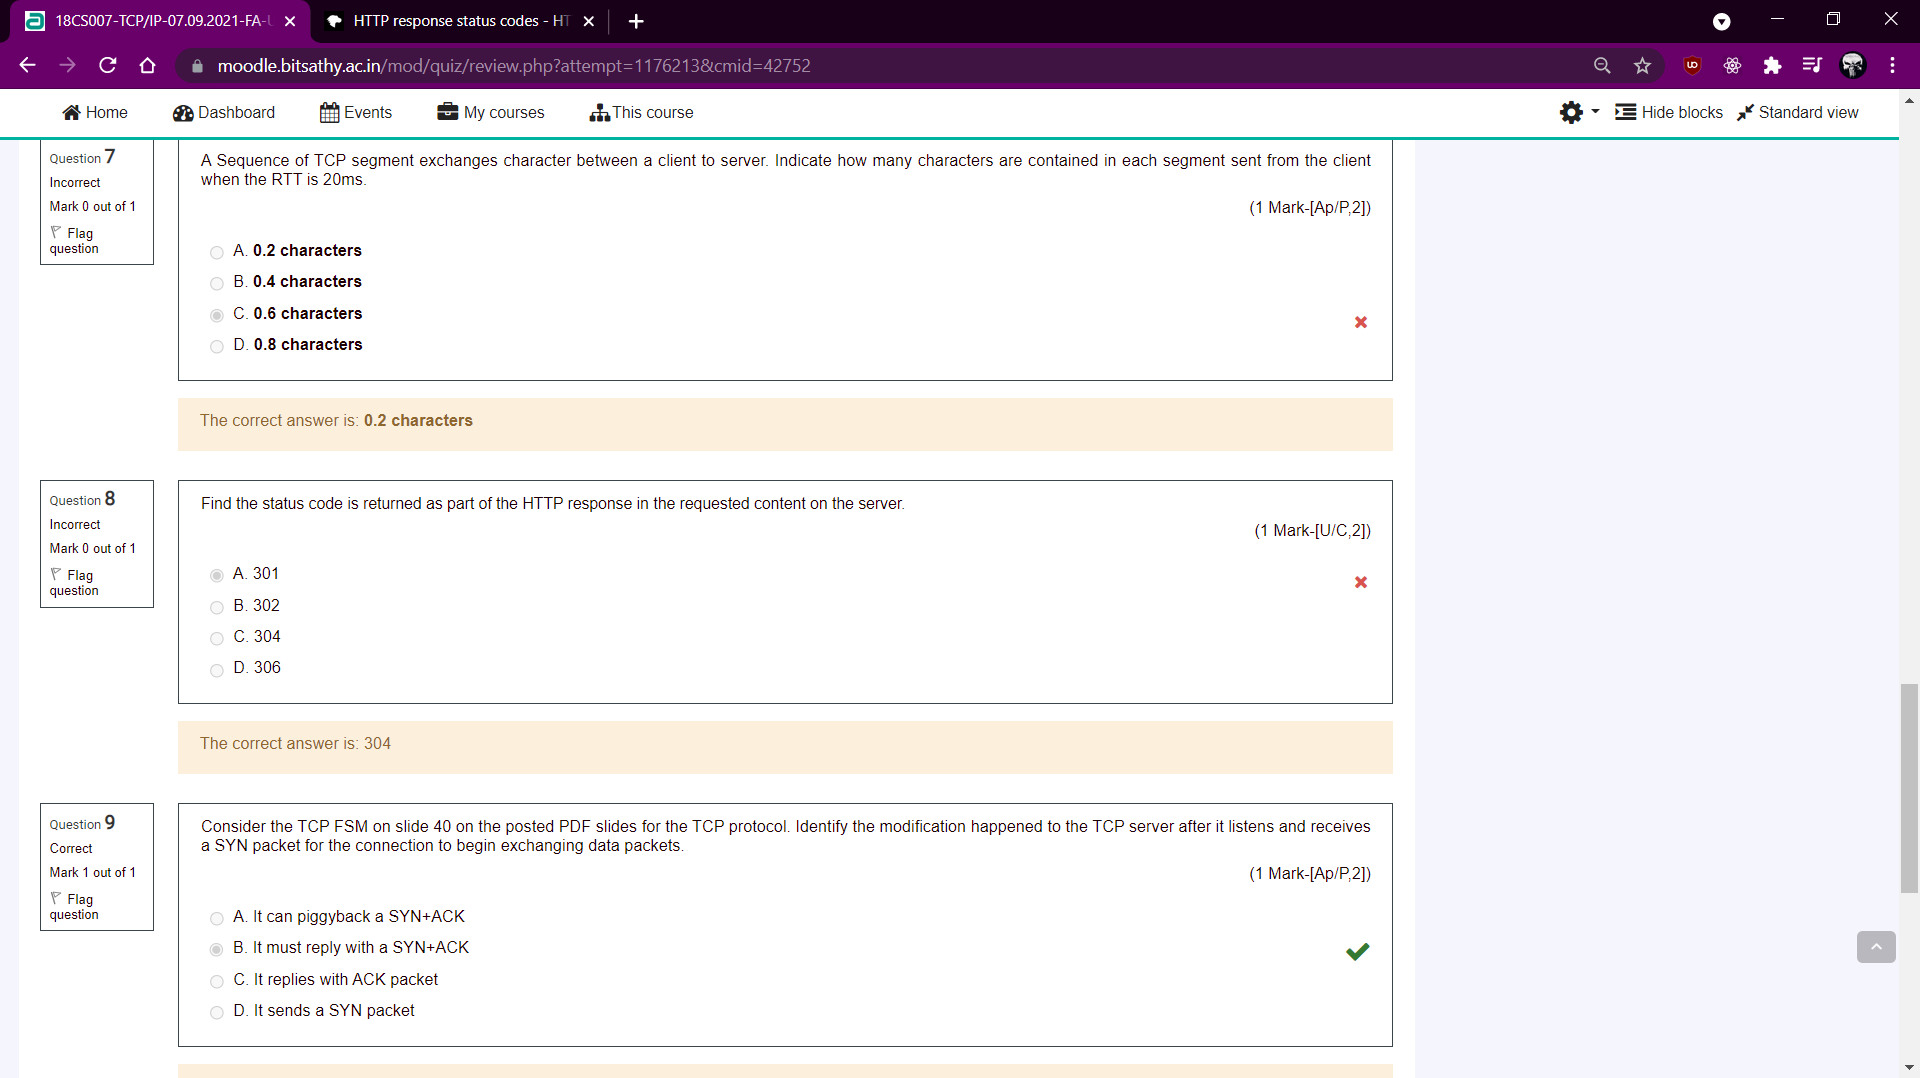 18CS007-TCP/IP-07.09.2021-FA-U
HTTP response status codes - HT
moodle.bitsathy.ac.in/mod/quiz/review.php?attempt=1176213&cmid=42752
Home
Dashboard
Events
My courses
This course
Hide blocks
Standard view
Question 7
Incorrect
Mark 0 out of 1
Flag
question
A Sequence of TCP segment exchanges character between a client to server. Indicate how many characters are contained in each segment sent from the client
when the RTT is 20ms.
(1 Mark-[Ap/P,2])
A. 0.2 characters
B. 0.4 characters
C. 0.6 characters
D. 0.8 characters
The correct answer is: 0.2 characters
Question 8
Incorrect
Mark 0 out of 1
Flag
question
Find the status code is returned as part of the HTTP response in the requested content on the server.
(1 Mark-[U/C,2])
A. 301
B. 302
C. 304
D. 306
The correct answer is: 304
Question 9
Correct
Mark 1 out of 1
Flag
question
Consider the TCP FSM on slide 40 on the posted PDF slides for the TCP protocol. Identify the modification happened to the TCP server after it listens and receives
a SYN packet for the connection to begin exchanging data packets.
(1 Mark-[Ap/P,2])
A. It can piggyback a SYN+ACK
B. It must reply with a SYN+ACK
C. It replies with ACK packet
D. It sends a SYN packet